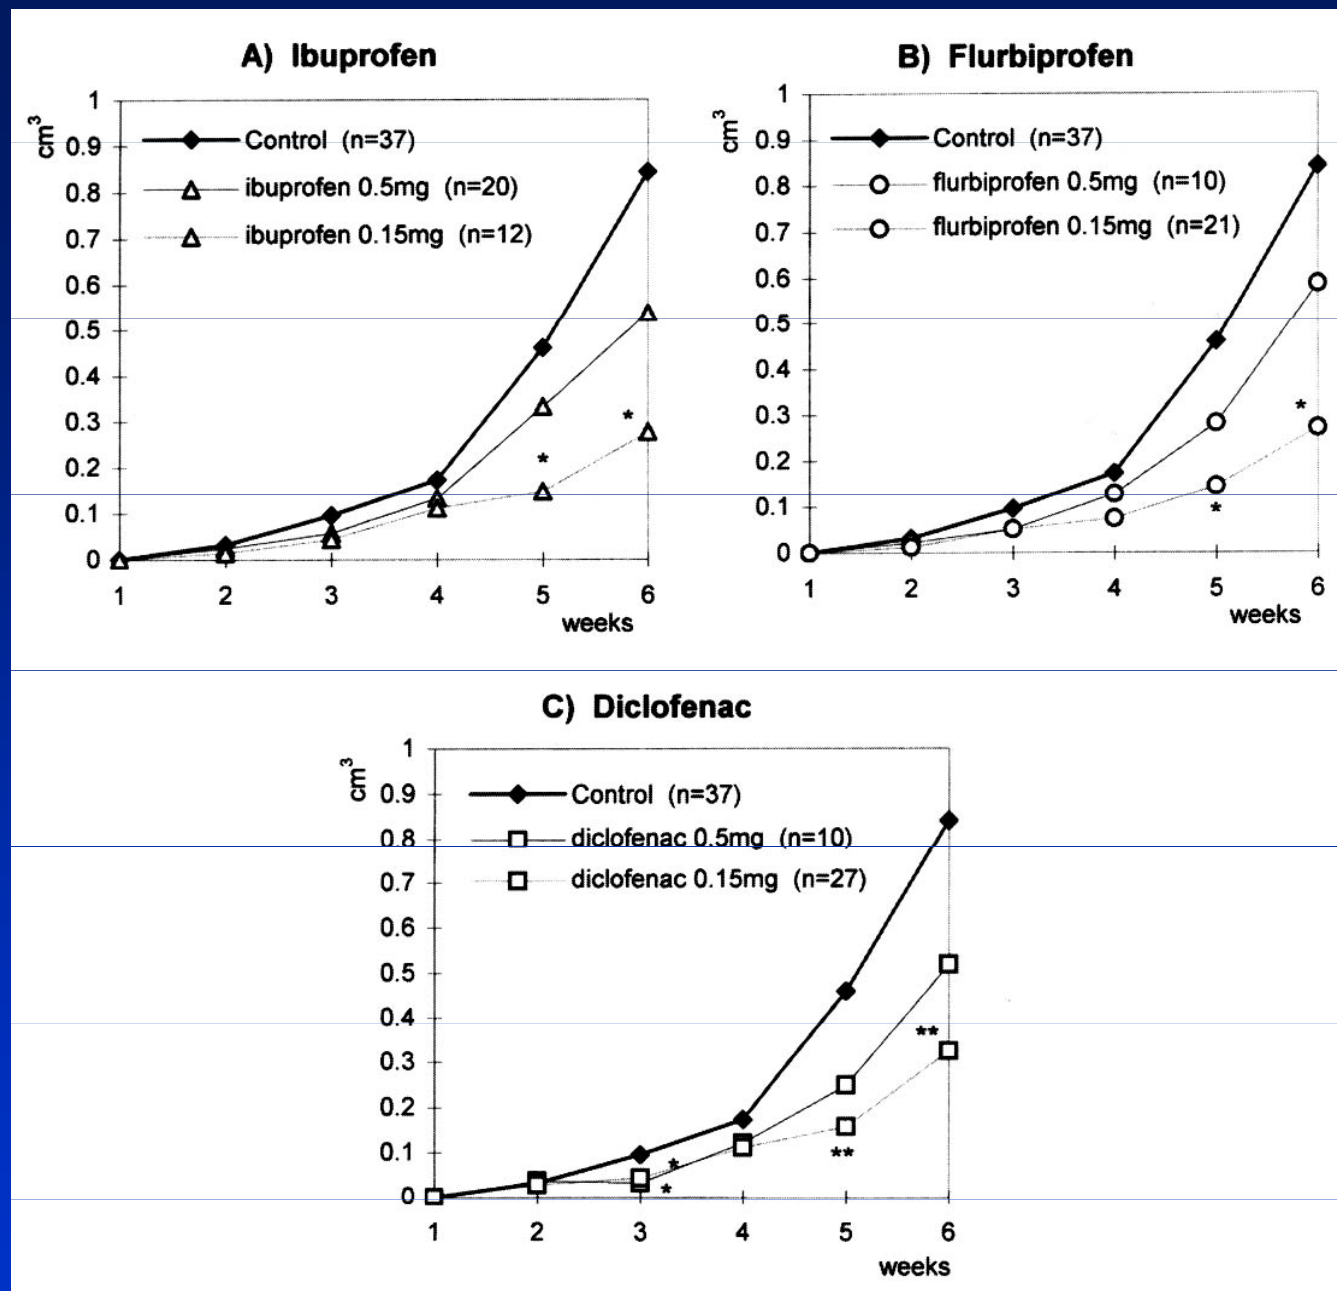 A) Ibuprofen
cm³
1
0.9
0.8
0.7
0.6
0.5
0.4
0.3
0.2
0.1
0
Control (n=37)
ibuprofen 0.5mg (n=20)
ibuprofen 0.15mg (n=12)
*
*
1 2 3 4 5 6
weeks
B) Flurbiprofen
cm³
1
0.9
0.8
0.7
0.6
0.5
0.4
0.3
0.2
0.1
0
Control (n=37)
flurbiprofen 0.5mg (n=10)
flurbiprofen 0.15mg (n=21)
*
*
1 2 3 4 5 6
weeks
C) Diclofenac
cm³
1
0.9
0.8
0.7
0.6
0.5
0.4
0.3
0.2
0.1
0
Control (n=37)
diclofenac 0.5mg (n=10)
diclofenac 0.15mg (n=27)
**
**
*
*
1 2 3 4 5 6
weeks